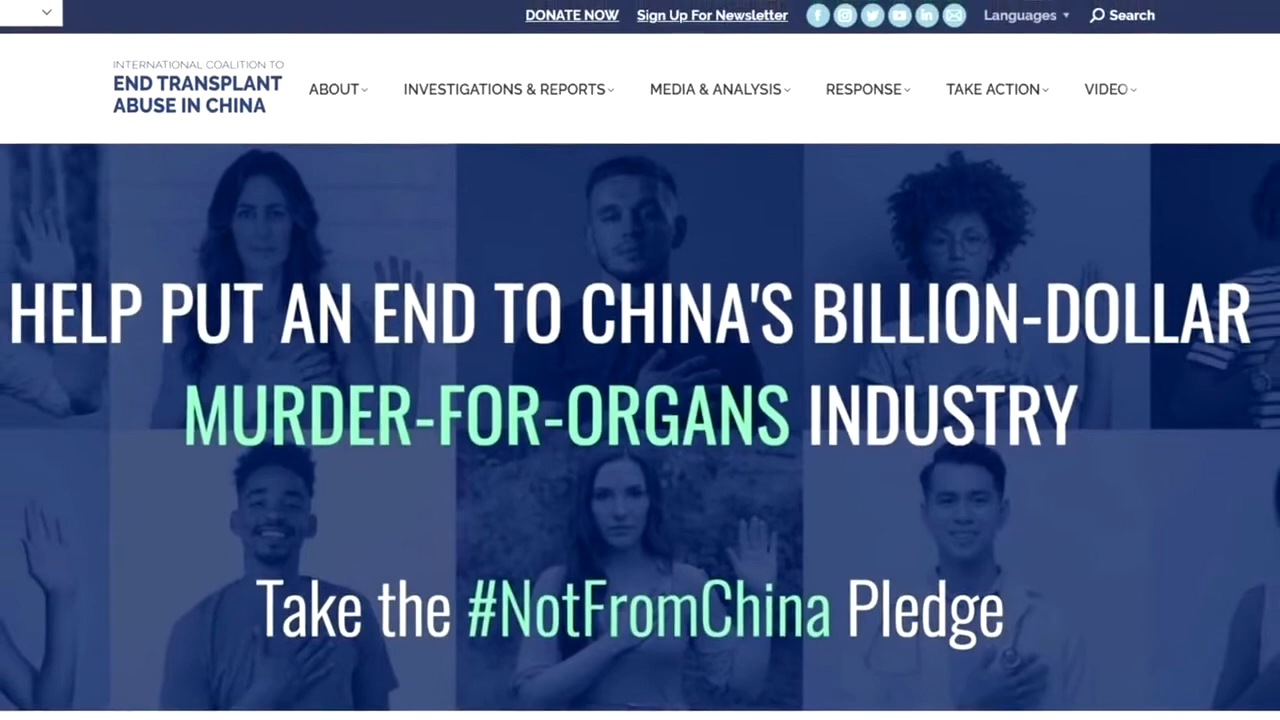 DONATE NOW Sign Up For Newsletter Languages Search
INTERNATIONAL COALITION TO
END TRANSPLANT
ABUSE IN CHINA
ABOUT INVESTIGATIONS & REPORTS MEDIA & ANALYSIS RESPONSE TAKE ACTION VIDEO
HELP PUT AN END TO CHINA'S BILLION-DOLLAR
MURDER-FOR-ORGANS INDUSTRY
Take the #NotFromChina Pledge